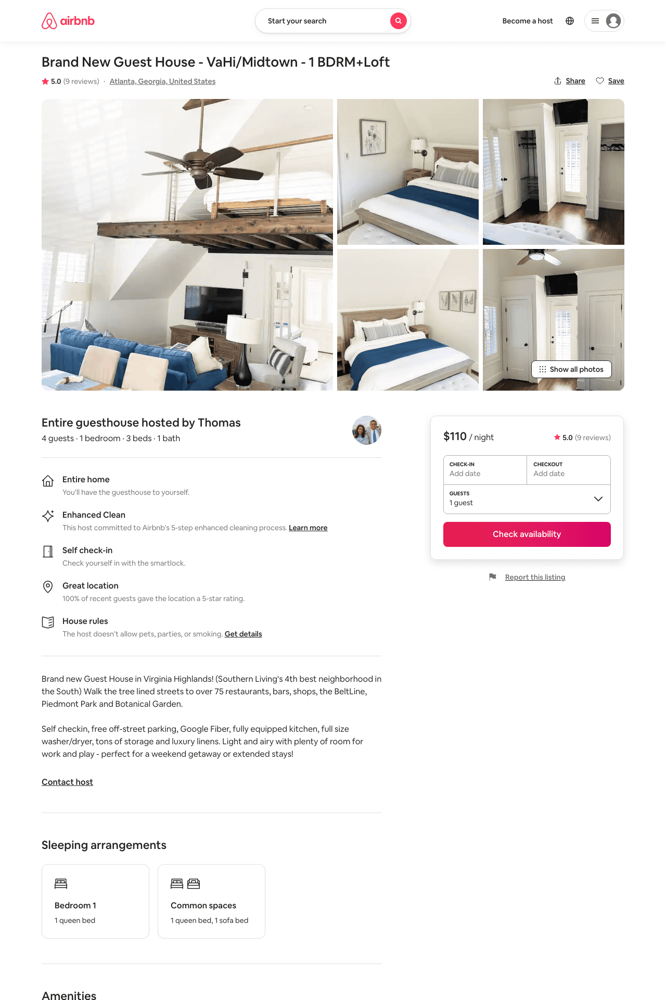 airbnb
Start your search
Become a host
Brand New Guest House - VaHi/Midtown - 1 BDRM+Loft
5.0 (9 reviews) · Atlanta, Georgia, United States
Share
Save
Show all photos
Entire guesthouse hosted by Thomas
4 guests · 1 bedroom · 3 beds · 1 bath
Entire home
You’ll have the guesthouse to yourself.
Enhanced Clean
This host committed to Airbnb's 5-step enhanced cleaning process. Learn more
Self check-in
Check yourself in with the smartlock.
Great location
100% of recent guests gave the location a 5-star rating.
House rules
The host doesn’t allow pets, parties, or smoking. Get details
Brand new Guest House in Virginia Highlands! (Southern Living's 4th best neighborhood in
the South) Walk the tree lined streets to over 75 restaurants, bars, shops, the BeltLine,
Piedmont Park and Botanical Garden.
Self checkin, free off-street parking, Google Fiber, fully equipped kitchen, full size
washer/dryer, tons of storage and luxury linens. Light and airy with plenty of room for
work and play - perfect for a weekend getaway or extended stays!
Contact host
Sleeping arrangements
Bedroom 1
1 queen bed
Common spaces
1 queen bed, 1 sofa bed
Amenities
$110 / night
5.0 (9 reviews)
CHECK-IN
Add date
CHECKOUT
Add date
GUESTS
1 guest
Check availability
Report this listing